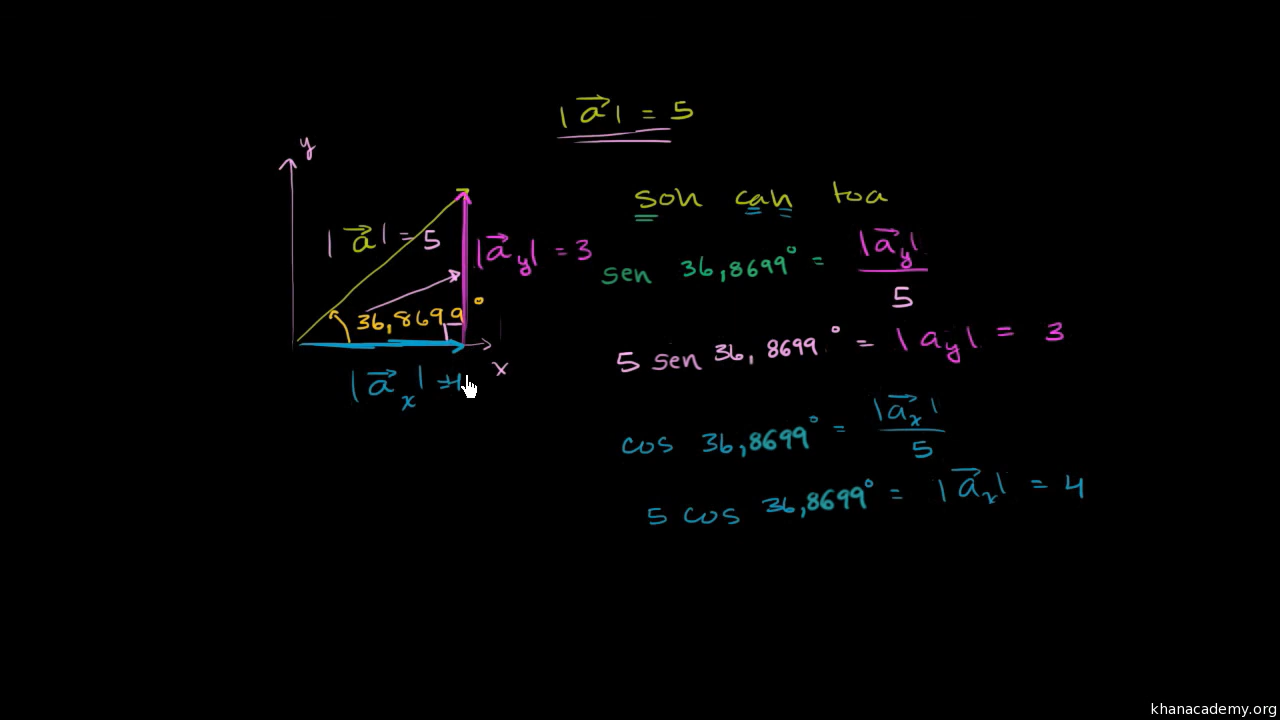 |a⃗| = 5
y
soh cah toa
|a⃗| = 5
|a⃗y| = 3
sen 36,8699° = |a⃗y| / 5
36,8699°
5 sen 36,8699° = |ay| = 3
x
|a⃗x| = 4
cos 36,8699° = |a⃗x| / 5
5 cos 36,8699° = |a⃗x| = 4
khanacademy.org